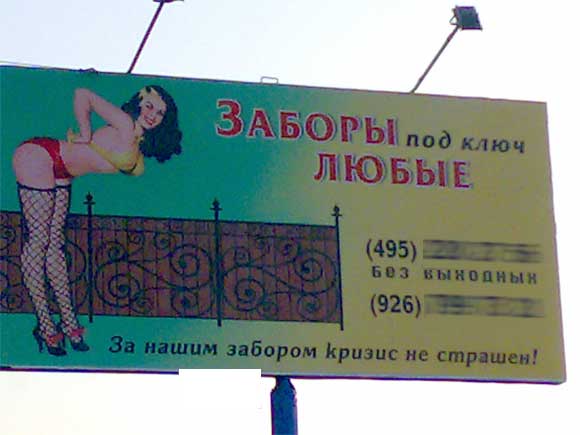 ЗАБОРЫ под ключ
ЛЮБЫЕ
(495)
Без выходных
(926)
За нашим забором кризис не страшен!